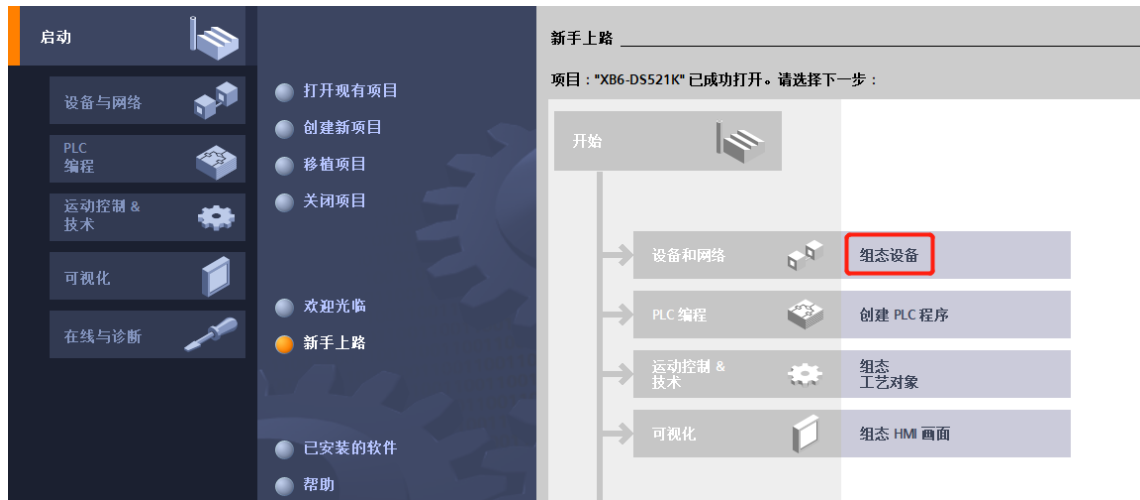 启动
设备与网络
PLC
编程
运动控制 &
技术
可视化
在线与诊断
打开现有项目
创建新项目
移植项目
关闭项目
欢迎光临
新手上路
已安装的软件
帮助
新手上路
项目："XB6-DS521K" 已成功打开。请选择下一步：
开始
设备和网络
组态设备
PLC 编程
创建 PLC 程序
运动控制 &
技术
组态
工艺对象
可视化
组态 HMI 画面